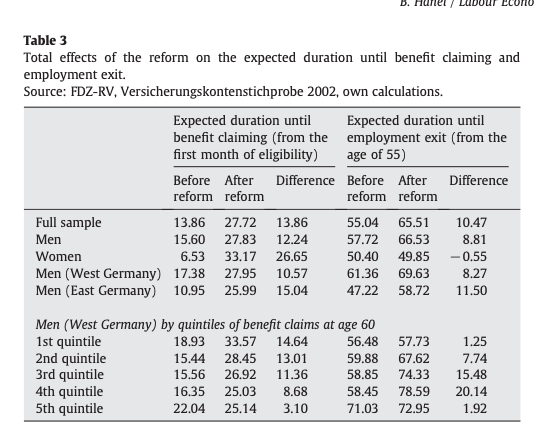 B. Hanel / Labour Econo
Table 3
Total effects of the reform on the expected duration until benefit claiming and
employment exit.
Source: FDZ-RV, Versicherungskontenstichprobe 2002, own calculations.
Expected duration until benefit claiming (from the first month of eligibility) Expected duration until employment exit (from the age of 55)
Before reform After reform Difference Before reform After reform Difference
Full sample 13.86 27.72 13.86 55.04 65.51 10.47
Men 15.60 27.83 12.24 57.72 66.53 8.81
Women 6.53 33.17 26.65 50.40 49.85 −0.55
Men (West Germany) 17.38 27.95 10.57 61.36 69.63 8.27
Men (East Germany) 10.95 25.99 15.04 47.22 58.72 11.50
Men (West Germany) by quintiles of benefit claims at age 60
1st quintile 18.93 33.57 14.64 56.48 57.73 1.25
2nd quintile 15.44 28.45 13.01 59.88 67.62 7.74
3rd quintile 15.56 26.92 11.36 58.85 74.33 15.48
4th quintile 16.35 25.03 8.68 58.45 78.59 20.14
5th quintile 22.04 25.14 3.10 71.03 72.95 1.92